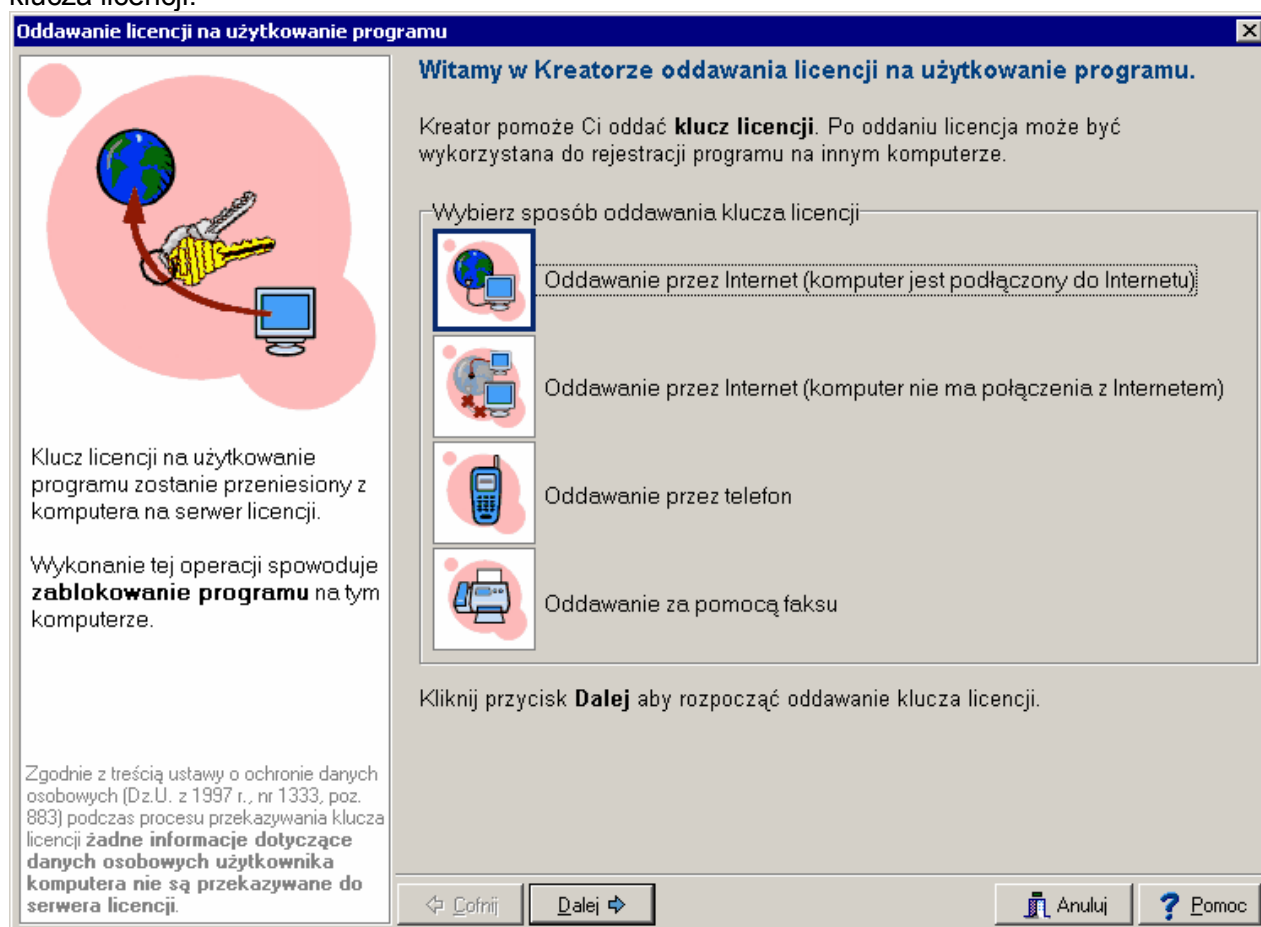 klucza licencji.
Oddawanie licencji na użytkowanie programu
Witamy w Kreatorze oddawania licencji na użytkowanie programu.
Kreator pomoże Ci oddać klucz licencji. Po oddaniu licencja może być
wykorzystana do rejestracji programu na innym komputerze.
Wybierz sposób oddawania klucza licencji
Oddawanie przez Internet (komputer jest podłączony do Internetu)
Oddawanie przez Internet (komputer nie ma połączenia z Internetem)
Oddawanie przez telefon
Oddawanie za pomocą faksu
Kliknij przycisk Dalej aby rozpocząć oddawanie klucza licencji.
Klucz licencji na użytkowanie
programu zostanie przeniesiony z
komputera na serwer licencji.
Wykonanie tej operacji spowoduje
zablokowanie programu na tym
komputerze.
Zgodnie z treścią ustawy o ochronie danych
osobowych (Dz.U. z 1997 r., nr 1333, poz.
883) podczas procesu przekazywania klucza
licencji żadne informacje dotyczące
danych osobowych użytkownika
komputera nie są przekazywane do
serwera licencji.
Cofnij
Dalej
Anuluj
Pomoc